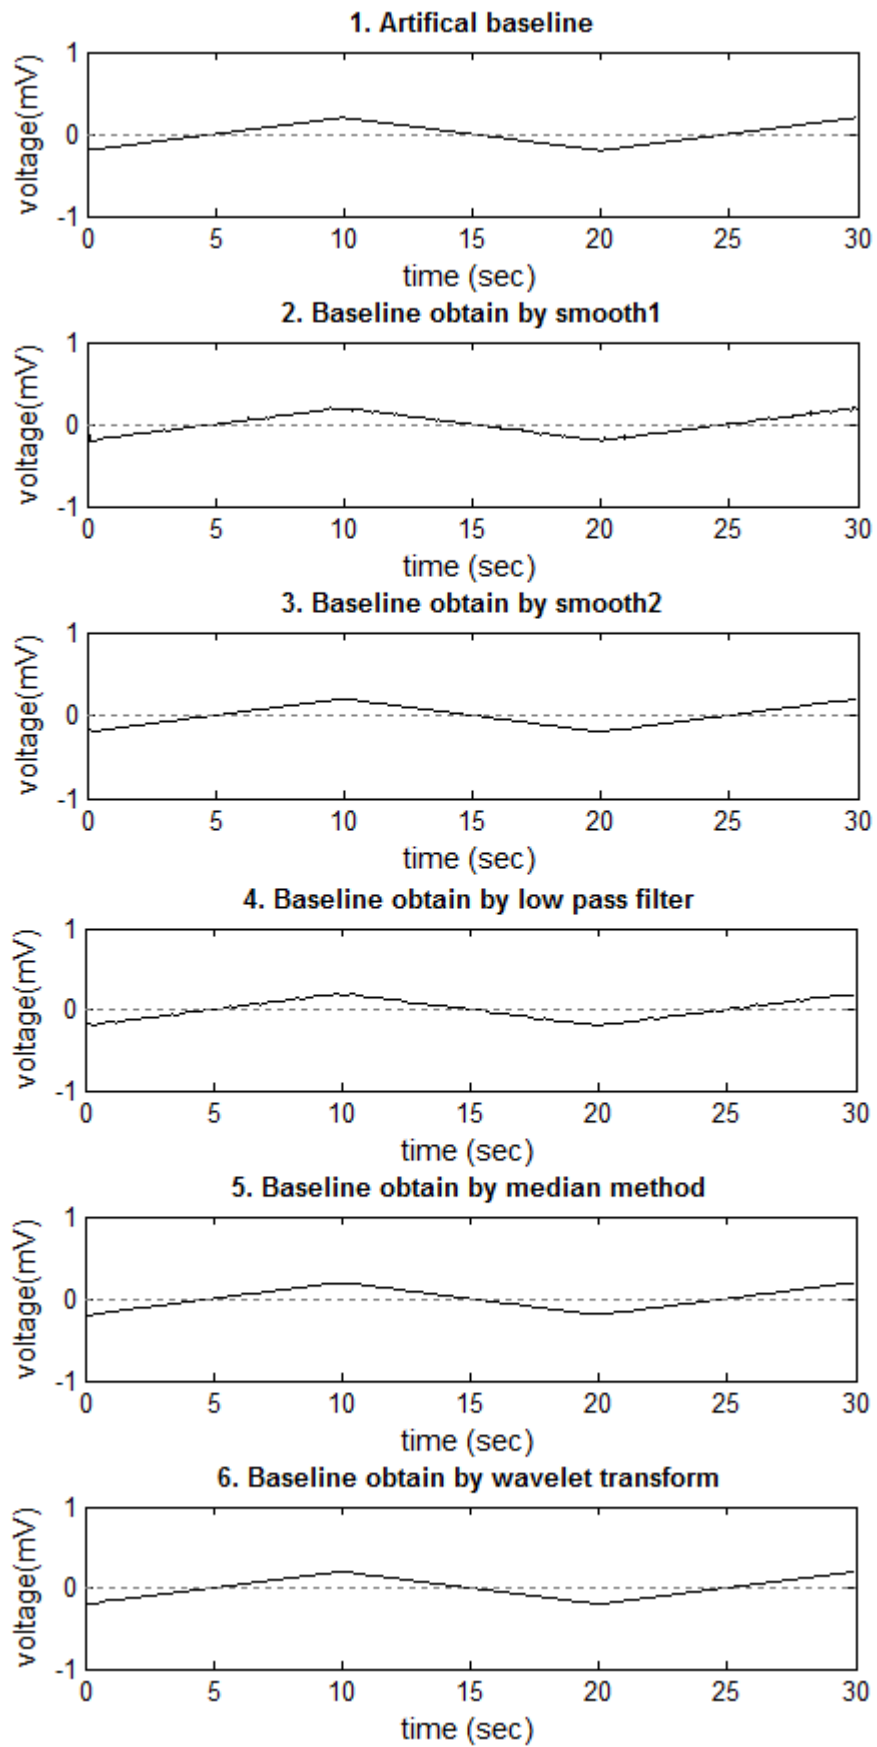 1. Artifical baseline
1
0
-1
voltage(mV)
0 5 10 15 20 25 30
time (sec)
2. Baseline obtain by smooth1
1
0
-1
voltage(mV)
0 5 10 15 20 25 30
time (sec)
3. Baseline obtain by smooth2
1
0
-1
voltage(mV)
0 5 10 15 20 25 30
time (sec)
4. Baseline obtain by low pass filter
1
0
-1
voltage(mV)
0 5 10 15 20 25 30
time (sec)
5. Baseline obtain by median method
1
0
-1
voltage(mV)
0 5 10 15 20 25 30
time (sec)
6. Baseline obtain by wavelet transform
1
0
-1
voltage(mV)
0 5 10 15 20 25 30
time (sec)